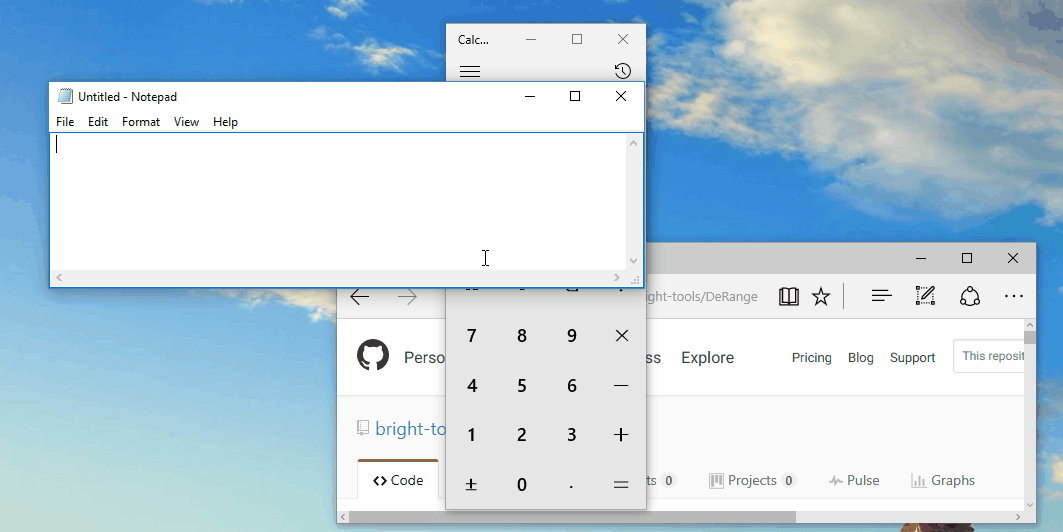 Calc...
Untitled - Notepad
File Edit Format View Help
ght-tools/DeRange
7 8 9 ×
Perso ss Explore Pricing Blog Support This reposit
4 5 6 −
bright-to
1 2 3 +
Code ts 0 Projects 0 Pulse Graphs
± 0 . =